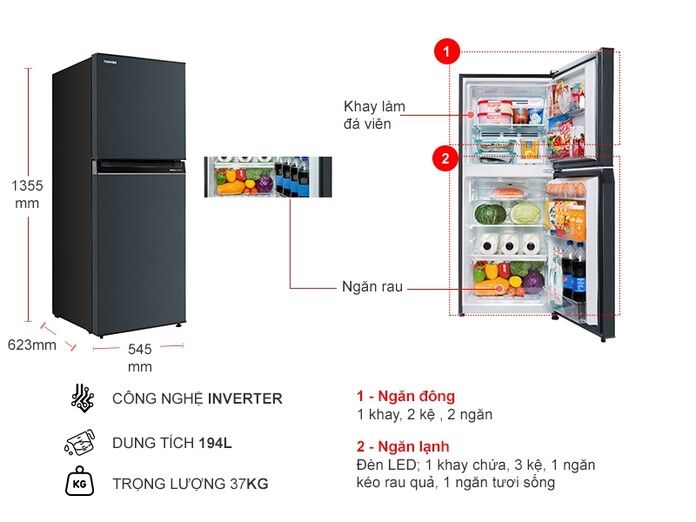 TOSHIBA
1355
mm
623mm
545
mm
1
Khay làm
đá viên
2
Ngăn rau
CÔNG NGHỆ INVERTER
DUNG TÍCH 194L
KG
TRỌNG LƯỢNG 37KG
1 - Ngăn đông
1 khay, 2 kệ , 2 ngăn
2 - Ngăn lạnh
Đèn LED; 1 khay chứa, 3 kệ, 1 ngăn
kéo rau quả, 1 ngăn tươi sống